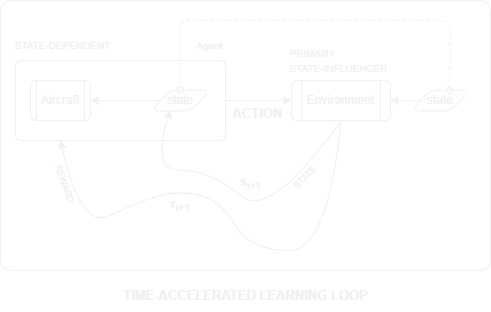 STATE-DEPENDENT
Agent
PRIMARY
STATE-INFLUENCER
Aircraft
state
Environment
state
ACTION
REWARD
STATE
s_{t+1}
r_{t+1}
TIME-ACCELERATED LEARNING LOOP